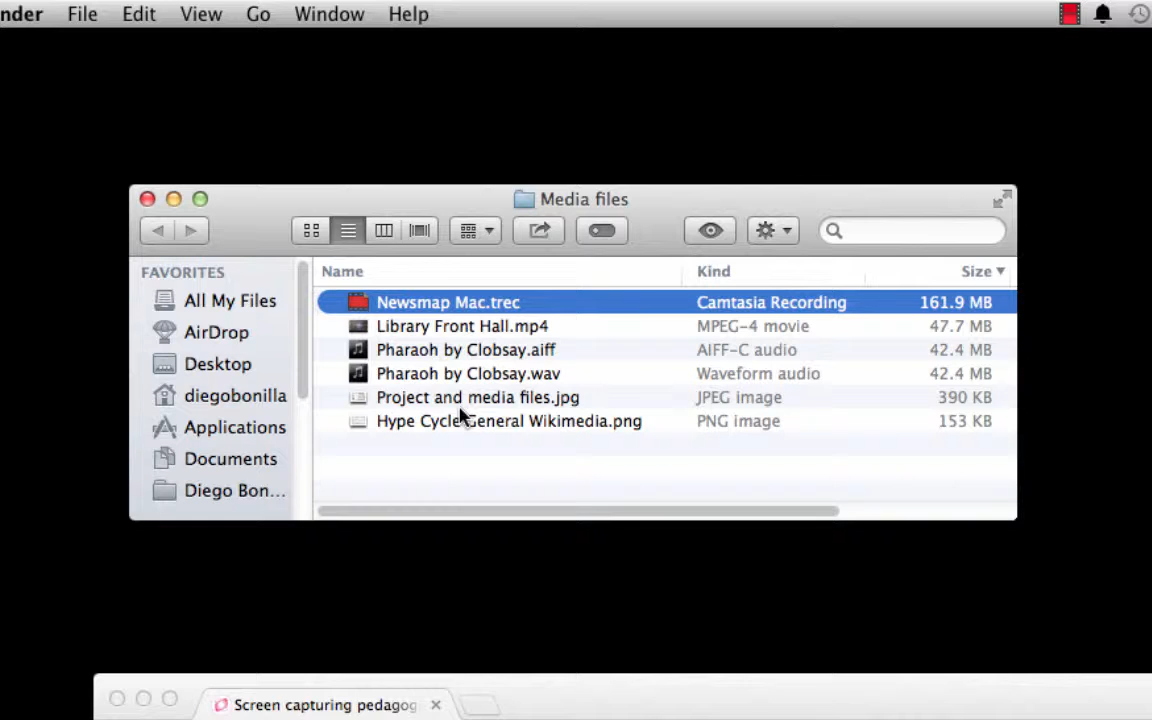 nder File Edit View Go Window Help
Media files
FAVORITES
Name Kind Size
All My Files
Newsmap Mac.trec Camtasia Recording 161.9 MB
AirDrop
Library Front Hall.mp4 MPEG-4 movie 47.7 MB
Pharaoh by Clobsay.aiff AIFF-C audio 42.4 MB
Desktop
Pharaoh by Clobsay.wav Waveform audio 42.4 MB
diegobonilla
Project and media files.jpg JPEG image 390 KB
Applications
Hype Cycle General Wikimedia.png PNG image 153 KB
Documents
Diego Bon...
Screen capturing pedagog